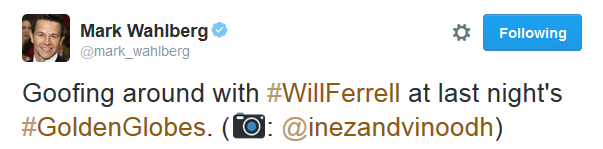 Mark Wahlberg
@mark_wahlberg
Following
Goofing around with #WillFerrell at last night's
#GoldenGlobes. (📷: @inezandvinoodh)